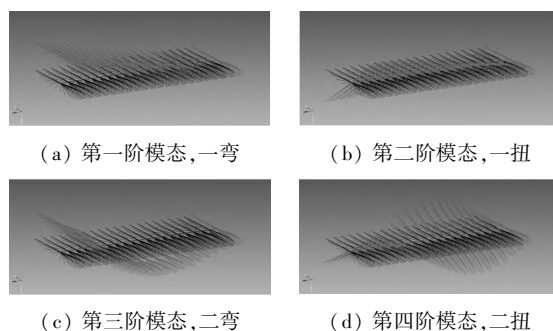 (a) 第一阶模态,一弯
(b) 第二阶模态,一扭
(c) 第三阶模态,二弯
(d) 第四阶模态,二扭